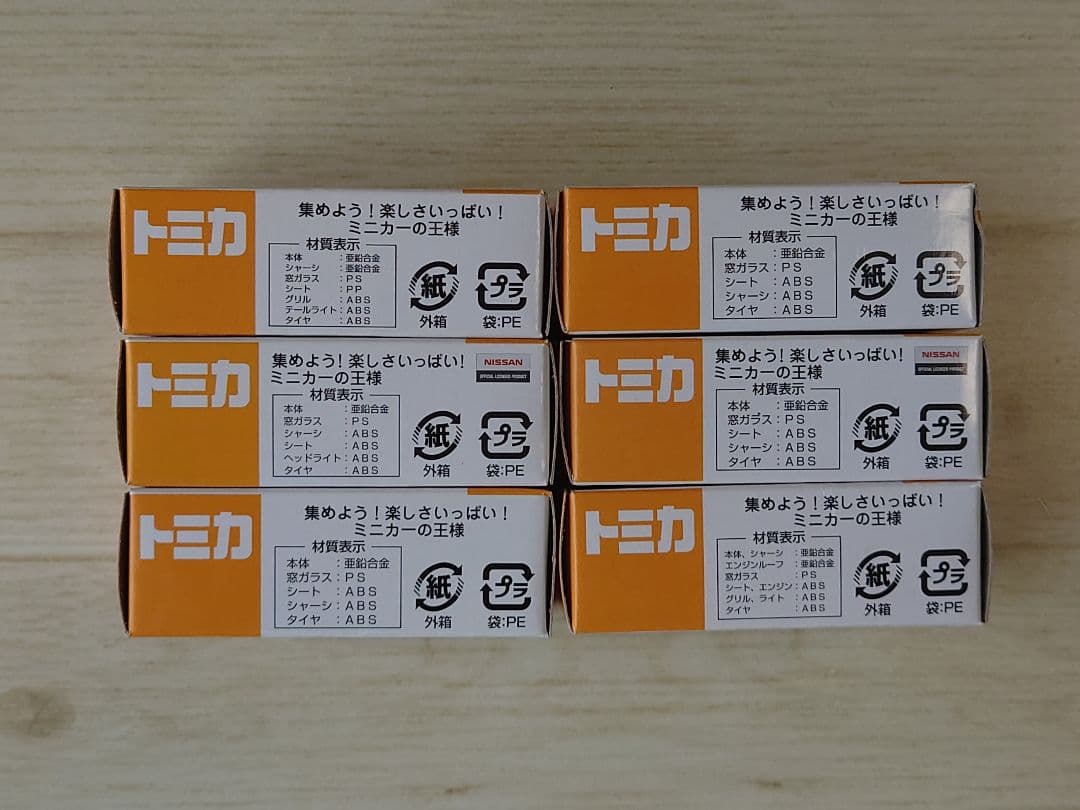 トミカ
集めよう！楽しさいっぱい！
ミニカーの王様
材質表示
本体 ：亜鉛合金
シャーシ ：亜鉛合金
窓ガラス ：ＰＳ
シート ：ＰＰ
グリル ：ＡＢＳ
テールライト：ＡＢＳ
タイヤ ：ＡＢＳ
紙
外箱
プラ
袋:PE
トミカ
集めよう！楽しさいっぱい！
ミニカーの王様
材質表示
本体 ：亜鉛合金
窓ガラス：ＰＳ
シート ：ＡＢＳ
シャーシ：ＡＢＳ
タイヤ ：ＡＢＳ
紙
外箱
プラ
袋:PE
トミカ
集めよう！楽しさいっぱい！
ミニカーの王様
NISSAN
OFFICIAL LICENSED PRODUCT
材質表示
本体 ：亜鉛合金
窓ガラス ：ＰＳ
シャーシ ：ＡＢＳ
シート ：ＡＢＳ
ヘッドライト：ＡＢＳ
タイヤ ：ＡＢＳ
紙
外箱
プラ
袋:PE
トミカ
集めよう！楽しさいっぱい！
ミニカーの王様
NISSAN
OFFICIAL LICENSED PRODUCT
材質表示
本体 ：亜鉛合金
窓ガラス：ＰＳ
シート ：ＡＢＳ
シャーシ：ＡＢＳ
タイヤ ：ＡＢＳ
紙
外箱
プラ
袋:PE
トミカ
集めよう！楽しさいっぱい！
ミニカーの王様
材質表示
本体 ：亜鉛合金
窓ガラス：ＰＳ
シート ：ＡＢＳ
シャーシ：ＡＢＳ
タイヤ ：ＡＢＳ
紙
外箱
プラ
袋:PE
トミカ
集めよう！楽しさいっぱい！
ミニカーの王様
材質表示
本体、シャーシ ：亜鉛合金
エンジンルーフ ：亜鉛合金
窓ガラス ：ＰＳ
シート、エンジン：ＡＢＳ
グリル、ライト ：ＡＢＳ
タイヤ ：ＡＢＳ
紙
外箱
プラ
袋:PE